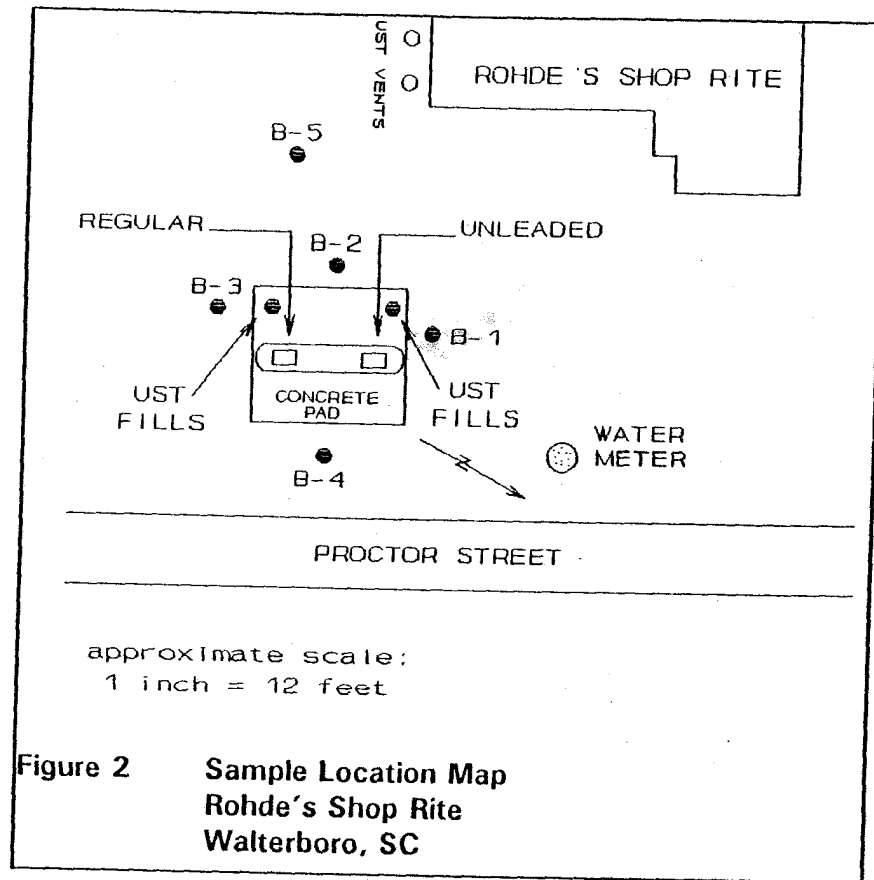 UST VENTS
ROHDE'S SHOP RITE
B-5
REGULAR
UNLEADED
B-2
B-3
B-1
UST
FILLS
CONCRETE
PAD
UST
FILLS
WATER
METER
B-4
PROCTOR STREET
approximate scale:
1 inch = 12 feet
Figure 2 Sample Location Map
Rohde's Shop Rite
Walterboro, SC